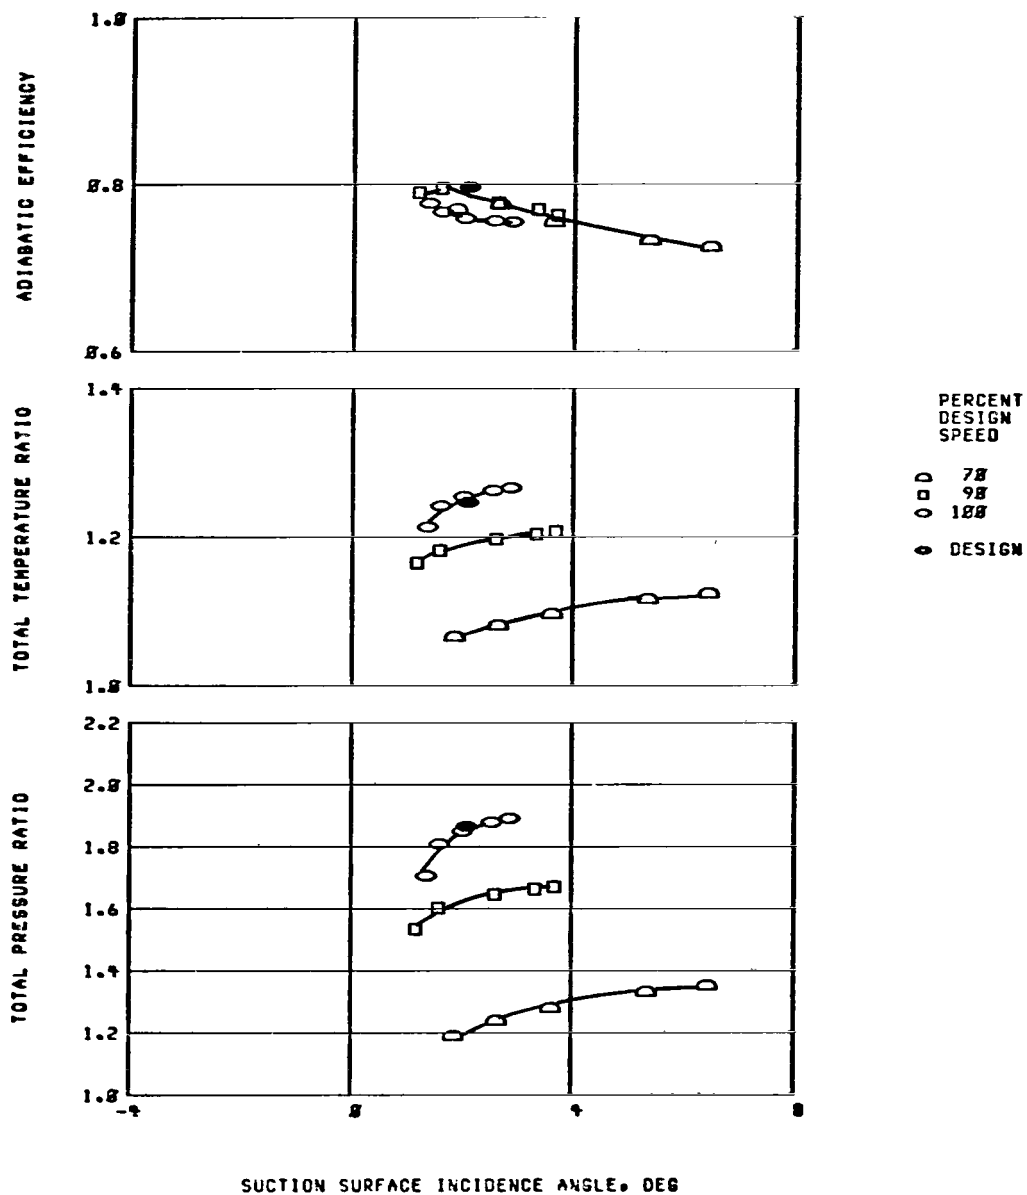 1.0
0.8
0.6
ADIABATIC EFFICIENCY
1.4
1.2
1.0
TOTAL TEMPERATURE RATIO
2.2
2.0
1.8
1.6
1.4
1.2
1.0
TOTAL PRESSURE RATIO
-4 0 4 8
SUCTION SURFACE INCIDENCE ANGLE, DEG
PERCENT
DESIGN
SPEED
70
90
100
DESIGN